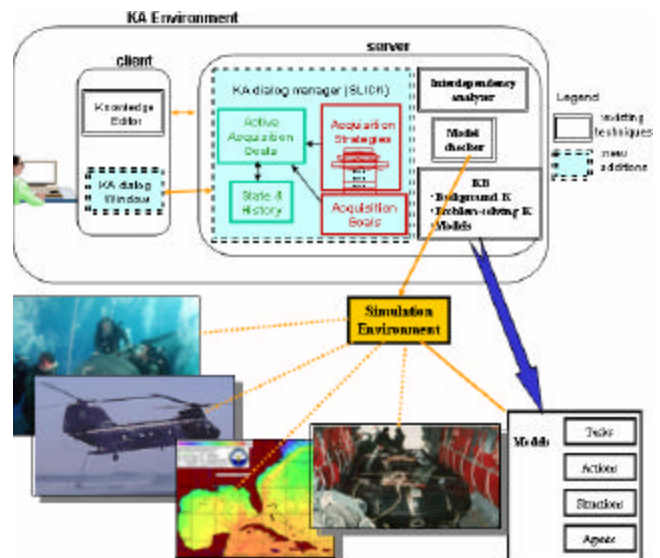 KA Environment
server
client
KA dialog manager (SLICK)
Interdependency
analyzer
Legend
existing
techniques
new
additions
Knowledge
Editor
Active
Acquisition
Goals
Acquisition
Strategies
Model
checker
KA dialog
Window
State &
History
Acquisition
Goals
KB
· Background K
· Problem-solving K
· Models
Simulation
Environment
Models
Tasks
Actions
Situations
Agents